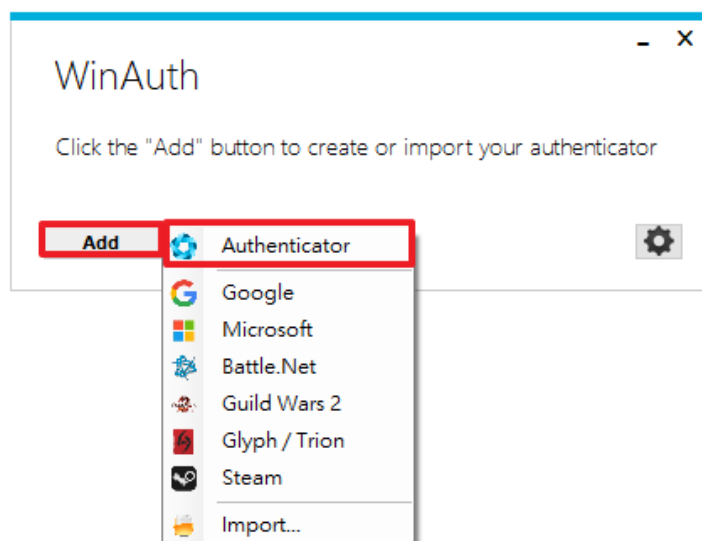 WinAuth
Click the "Add" button to create or import your authenticator
Add
Authenticator
Google
Microsoft
Battle.Net
Guild Wars 2
Glyph / Trion
Steam
Import...